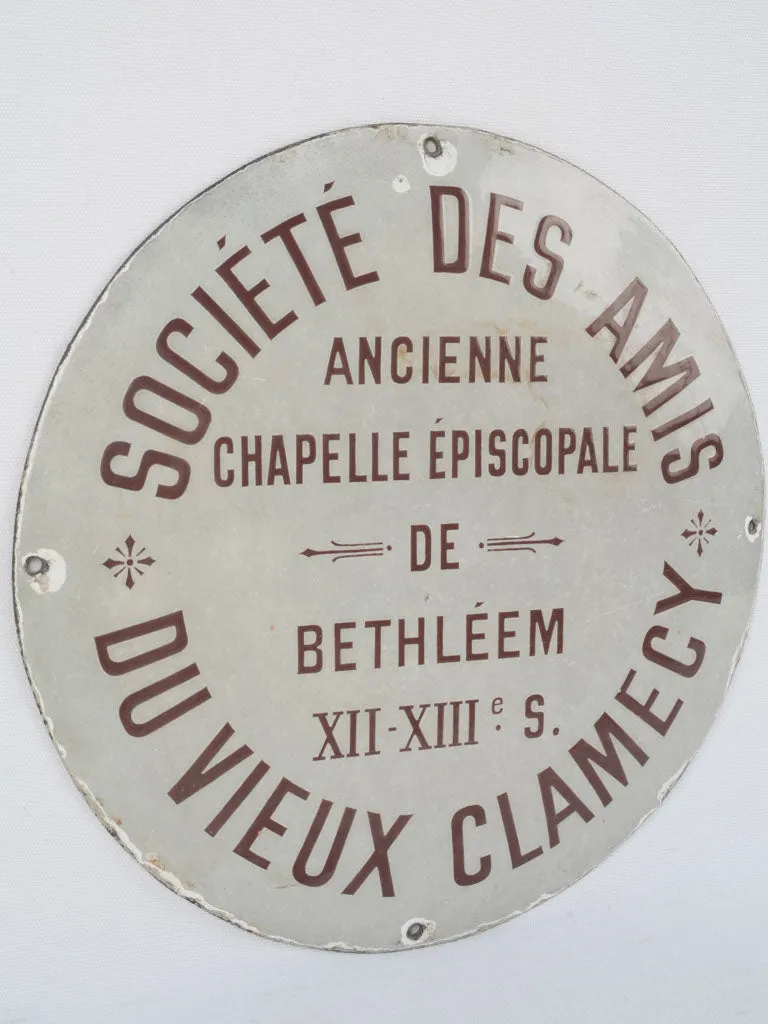 SOCIÉTÉ DES AMIS
ANCIENNE
CHAPELLE ÉPISCOPALE
DE
BETHLÉEM
XII-XIIIe S.
DU VIEUX CLAMECY